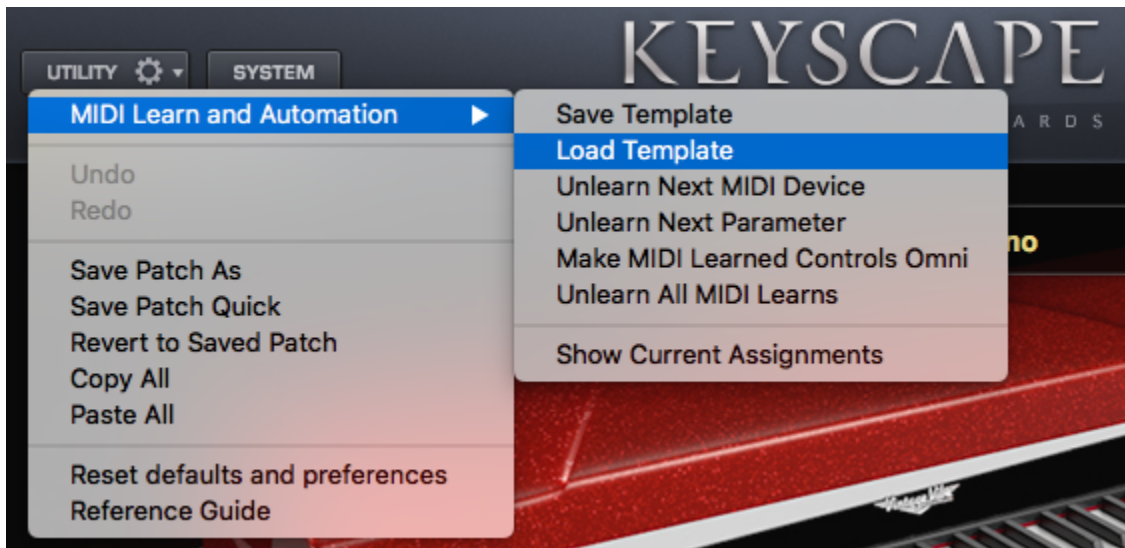 KEYSCAPE
UTILITY
SYSTEM
ARDS
MIDI Learn and Automation
Undo
Redo
Save Patch As
Save Patch Quick
Revert to Saved Patch
Copy All
Paste All
Reset defaults and preferences
Reference Guide
Save Template
Load Template
Unlearn Next MIDI Device
Unlearn Next Parameter
Make MIDI Learned Controls Omni
Unlearn All MIDI Learns
Show Current Assignments
no